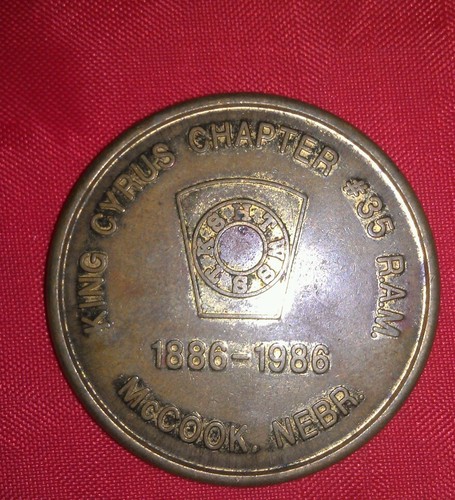 KING CYRUS CHAPTER #35 R.A.M.
HTWSSTKS
1886-1986
McCOOK, NEBR.